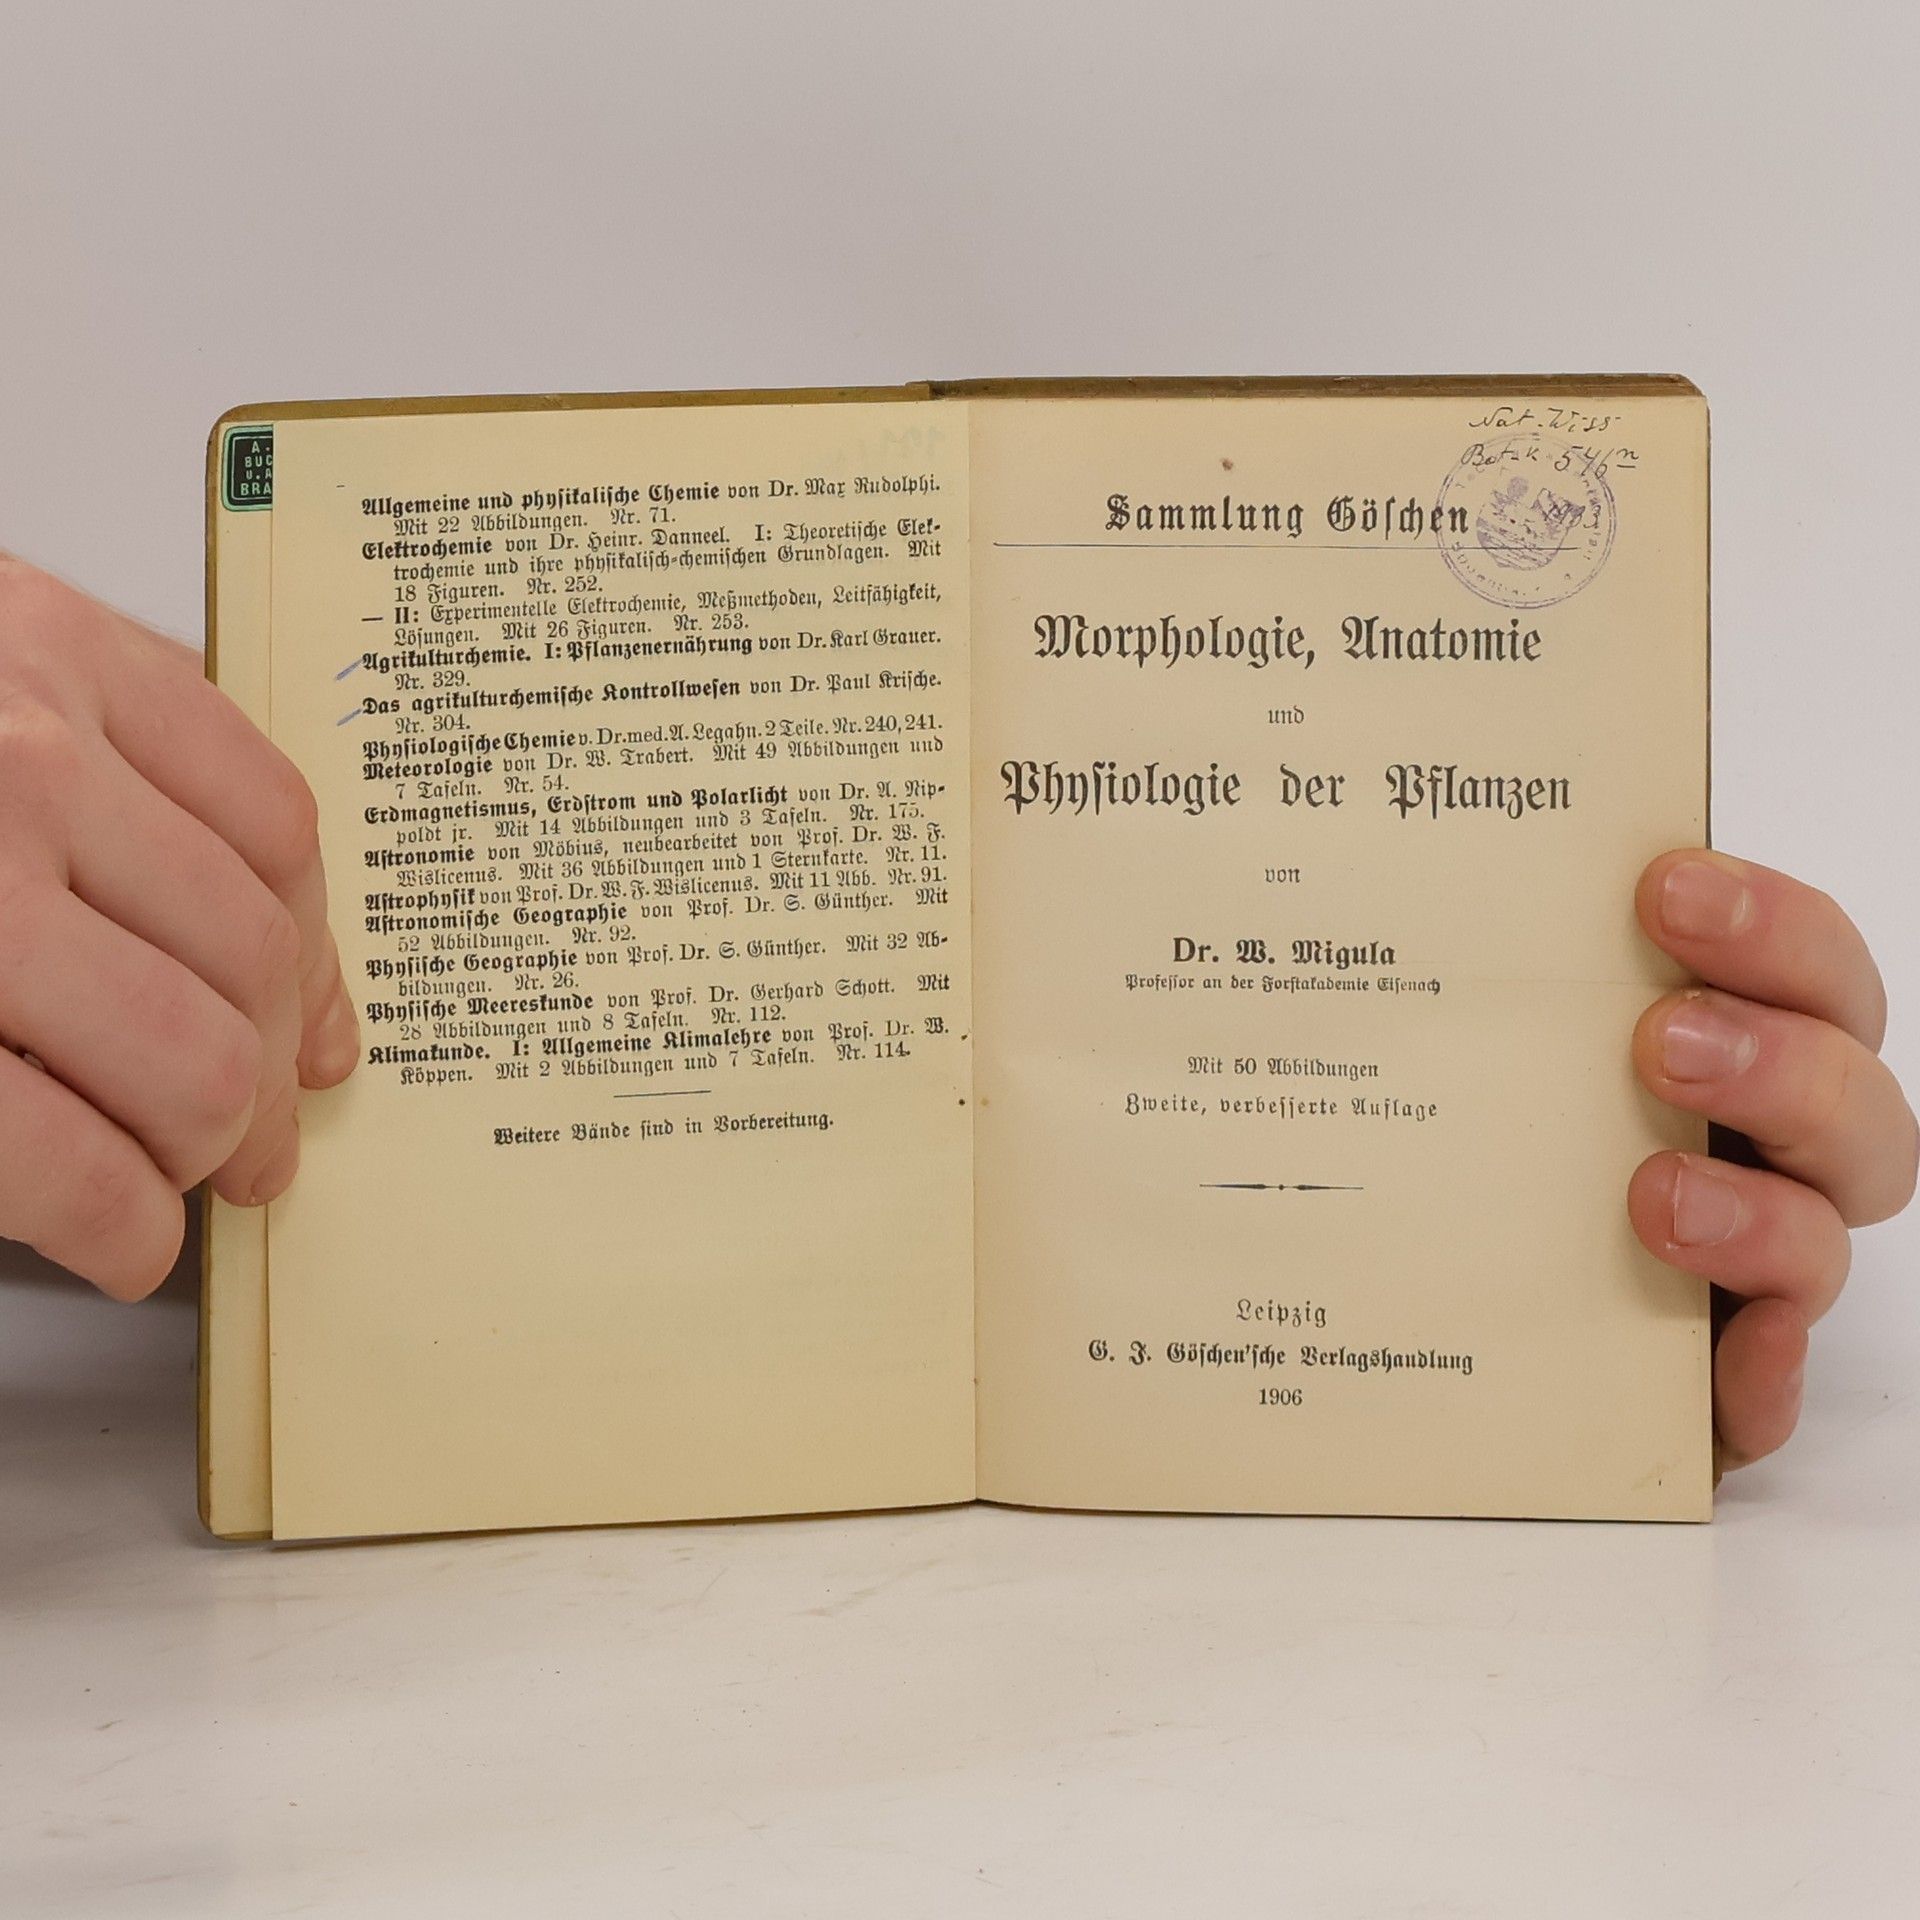 A.
BUC
U. A
BRA
Allgemeine und physikalische Chemie von Dr. Max Rudolphi.
Mit 22 Abbildungen. Nr. 71.
Elektrochemie von Dr. Heinr. Danneel. I: Theoretische Elek-
trochemie und ihre physikalisch-chemischen Grundlagen. Mit
18 Figuren. Nr. 252.
— II: Experimentelle Elektrochemie, Meßmethoden, Leitfähigkeit,
Lösungen. Mit 26 Figuren. Nr. 253.
Agrikulturchemie. I: Pflanzenernährung von Dr. Karl Grauer.
Nr. 329.
Das agrikulturchemische Kontrollwesen von Dr. Paul Krische.
Nr. 304.
Physiologische Chemie v. Dr. med. A. Legahn. 2 Teile. Nr. 240, 241.
Meteorologie von Dr. W. Trabert. Mit 49 Abbildungen und
7 Tafeln. Nr. 54.
Erdmagnetismus, Erdstrom und Polarlicht von Dr. A. Nip-
poldt jr. Mit 14 Abbildungen und 3 Tafeln. Nr. 175.
Astronomie von Möbius, neubearbeitet von Prof. Dr. W. F.
Wislicenus. Mit 36 Abbildungen und 1 Sternkarte. Nr. 11.
Astrophysik von Prof. Dr. W. F. Wislicenus. Mit 11 Abb. Nr. 91.
Astronomische Geographie von Prof. Dr. S. Günther. Mit
52 Abbildungen. Nr. 92.
Physische Geographie von Prof. Dr. S. Günther. Mit 32 Ab-
bildungen. Nr. 26.
Physische Meereskunde von Prof. Dr. Gerhard Schott. Mit
28 Abbildungen und 8 Tafeln. Nr. 112.
Klimakunde. I: Allgemeine Klimalehre von Prof. Dr. W.
Köppen. Mit 2 Abbildungen und 7 Tafeln. Nr. 114.
Weitere Bände sind in Vorbereitung.
Nat. Wiss
546 n
Sammlung Göschen
Morphologie, Anatomie
und
Physiologie der Pflanzen
von
Dr. W. Migula
Professor an der Forstakademie Eisenach
Mit 50 Abbildungen
Zweite, verbesserte Auflage
Leipzig
G. J. Göschen'sche Verlagshandlung
1906